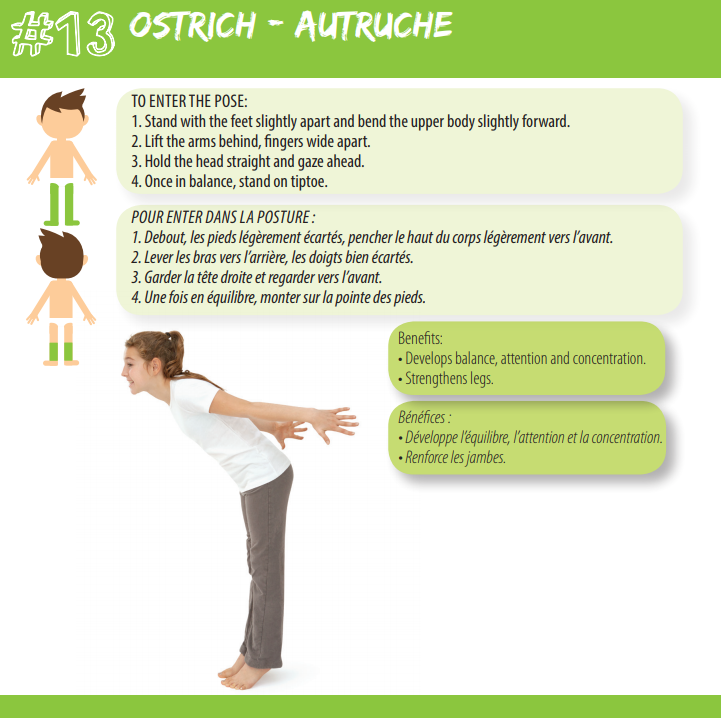 #13 OSTRICH - AUTRUCHE
TO ENTER THE POSE:
1. Stand with the feet slightly apart and bend the upper body slightly forward.
2. Lift the arms behind, fingers wide apart.
3. Hold the head straight and gaze ahead.
4. Once in balance, stand on tiptoe.
POUR ENTER DANS LA POSTURE :
1. Debout, les pieds légèrement écartés, pencher le haut du corps légèrement vers l'avant.
2. Lever les bras vers l'arrière, les doigts bien écartés.
3. Garder la tête droite et regarder vers l'avant.
4. Une fois en équilibre, monter sur la pointe des pieds.
Benefits:
• Develops balance, attention and concentration.
• Strengthens legs.
Bénéfices :
• Développe l'équilibre, l'attention et la concentration.
• Renforce les jambes.